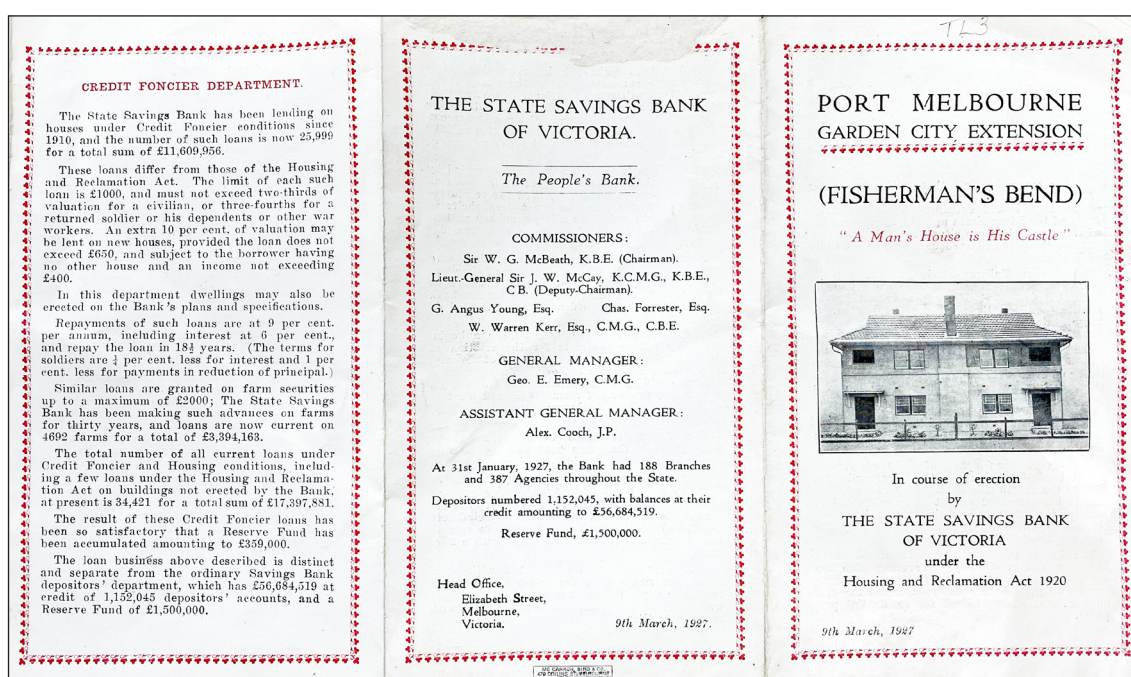 CREDIT FONCIER DEPARTMENT.
The State Savings Bank has been lending on
houses under Credit Foncier conditions since
1910, and the number of such loans is now 25,999
for a total sum of £11,609,956.
These loans differ from those of the Housing
and Reclamation Act. The limit of each such
loan is £1000, and must not exceed two-thirds of
valuation for a civilian, or three-fourths for a
returned soldier or his dependents or other war
workers. An extra 10 per cent. of valuation may
be lent on new houses, provided the loan does not
exceed £650, and subject to the borrower having
no other house and an income not exceeding
£400.
In this department dwellings may also be
erected on the Bank's plans and specifications.
Repayments of such loans are at 9 per cent.
per annum, including interest at 6 per cent.,
and repay the loan in 18½ years. (The terms for
soldiers are ¼ per cent. less for interest and 1 per
cent. less for payments in reduction of principal.)
Similar loans are granted on farm securities
up to a maximum of £2000; The State Savings
Bank has been making such advances on farms
for thirty years, and loans are now current on
4692 farms for a total of £3,394,163.
The total number of all current loans under
Credit Foncier and Housing conditions, includ-
ing a few loans under the Housing and Reclama-
tion Act on buildings not erected by the Bank,
at present is 34,421 for a total sum of £17,397,881.
The result of these Credit Foncier loans has
been so satisfactory that a Reserve Fund has
been accumulated amounting to £359,000.
The loan business above described is distinct
and separate from the ordinary Savings Bank
depositors' department, which has £56,684,519 at
credit of 1,152,045 depositors' accounts, and a
Reserve Fund of £1,500,000.
THE STATE SAVINGS BANK
OF VICTORIA.
The People's Bank.
COMMISSIONERS:
Sir W. G. McBeath, K.B.E. (Chairman).
Lieut.-General Sir J. W. McCay, K.C.M.G., K.B.E.,
C B. (Deputy-Chairman).
G. Angus Young, Esq. Chas. Forrester, Esq.
W. Warren Kerr, Esq., C.M.G., C.B.E.
GENERAL MANAGER:
Geo. E. Emery, C.M.G.
ASSISTANT GENERAL MANAGER:
Alex. Cooch, J.P.
At 31st January, 1927, the Bank had 188 Branches
and 387 Agencies throughout the State.
Depositors numbered 1,152,045, with balances at their
credit amounting to £56,684,519.
Reserve Fund, £1,500,000.
Head Office,
Elizabeth Street,
Melbourne,
Victoria. 9th March, 1927.
TL3
PORT MELBOURNE
GARDEN CITY EXTENSION
(FISHERMAN'S BEND)
"A Man's House is His Castle"
In course of erection
by
THE STATE SAVINGS BANK
OF VICTORIA
under the
Housing and Reclamation Act 1920
9th March, 1927